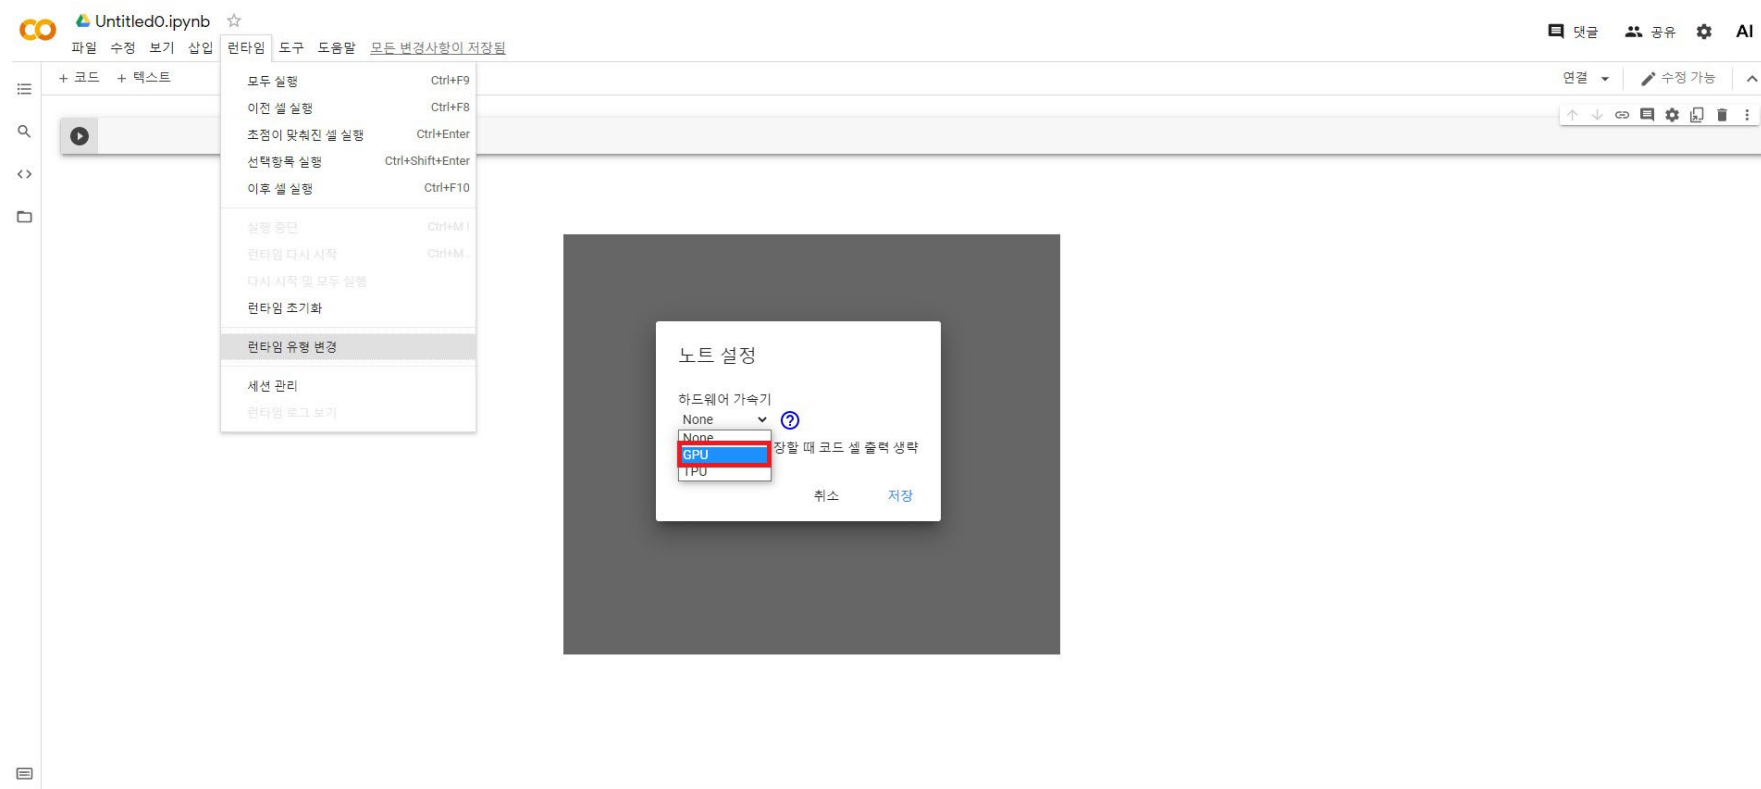 Untitled0.ipynb
댓글 공유 AI
파일 수정 보기 삽입 런타임 도구 도움말 모든 변경사항이 저장됨
+ 코드 + 텍스트
연결 수정 가능
모두 실행 Ctrl+F9
이전 셀 실행 Ctrl+F8
초점이 맞춰진 셀 실행 Ctrl+Enter
선택항목 실행 Ctrl+Shift+Enter
이후 셀 실행 Ctrl+F10
실행 중단 Ctrl+M I
런타임 다시 시작 Ctrl+M .
다시 시작 및 모두 실행
런타임 초기화
런타임 유형 변경
세션 관리
런타임 로그 보기
노트 설정
하드웨어 가속기
None
None
GPU
장할 때 코드 셀 출력 생략
TPU
취소 저장